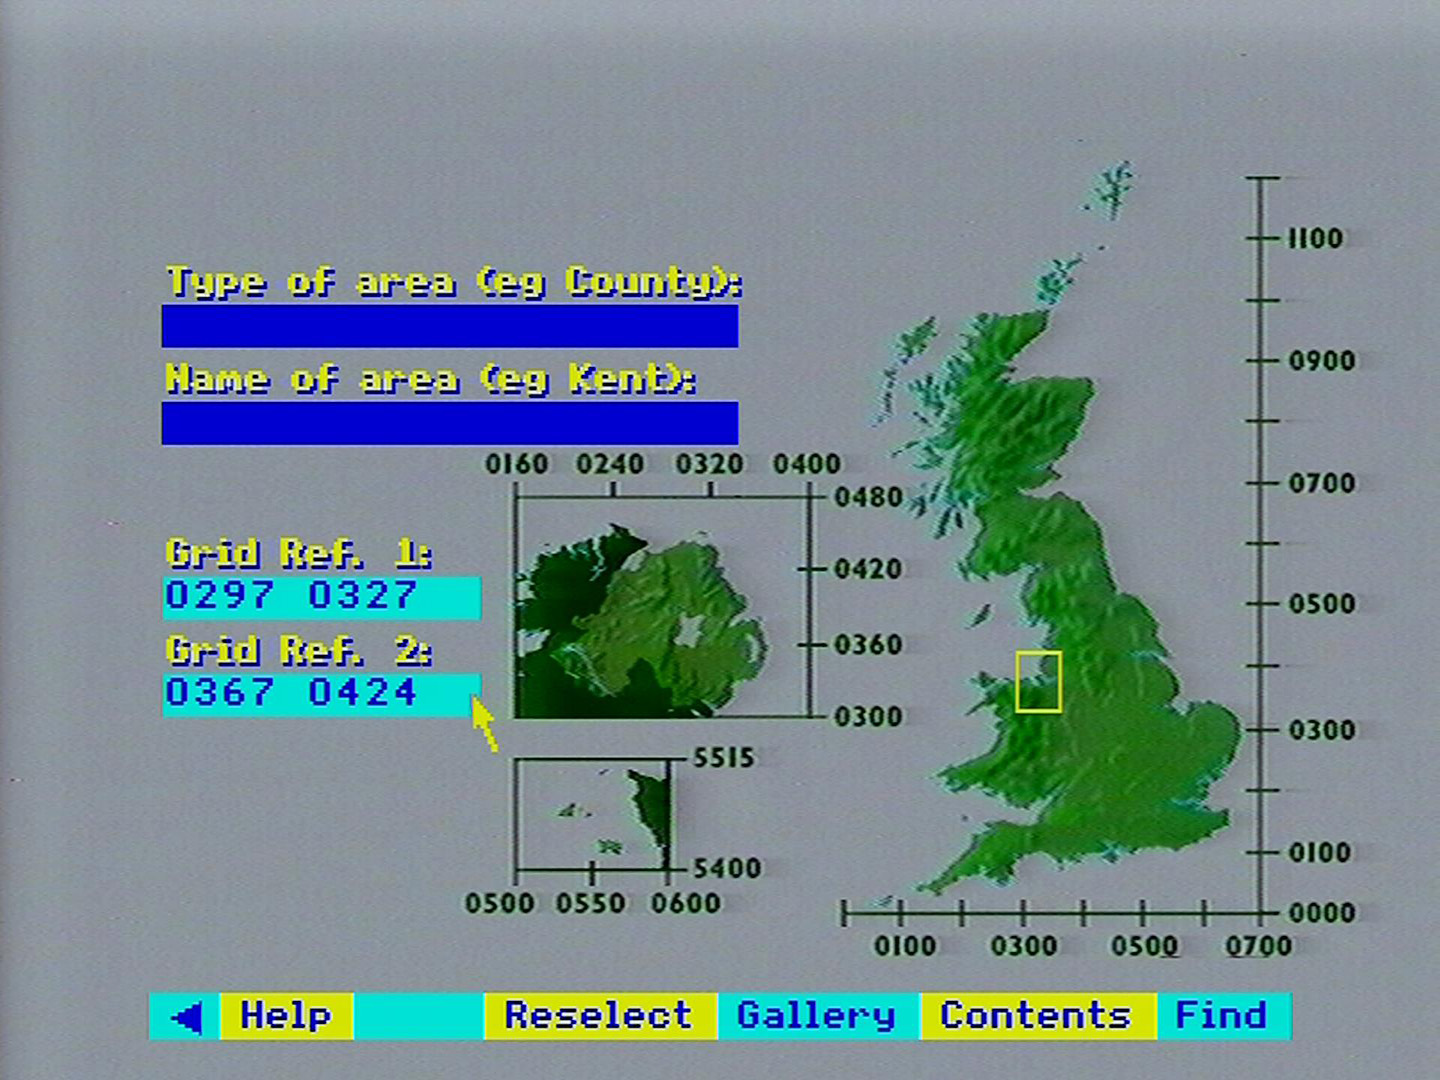 Type of area (eg County):
Name of area (eg Kent):
Grid Ref. 1:
0297 0327
Grid Ref. 2:
0367 0424
0160 0240 0320 0400
0480
0420
0360
0300
5515
5400
0500 0550 0600
1100
0900
0700
0500
0300
0100
0000
0100 0300 0500 0700
Help Reselect Gallery Contents Find